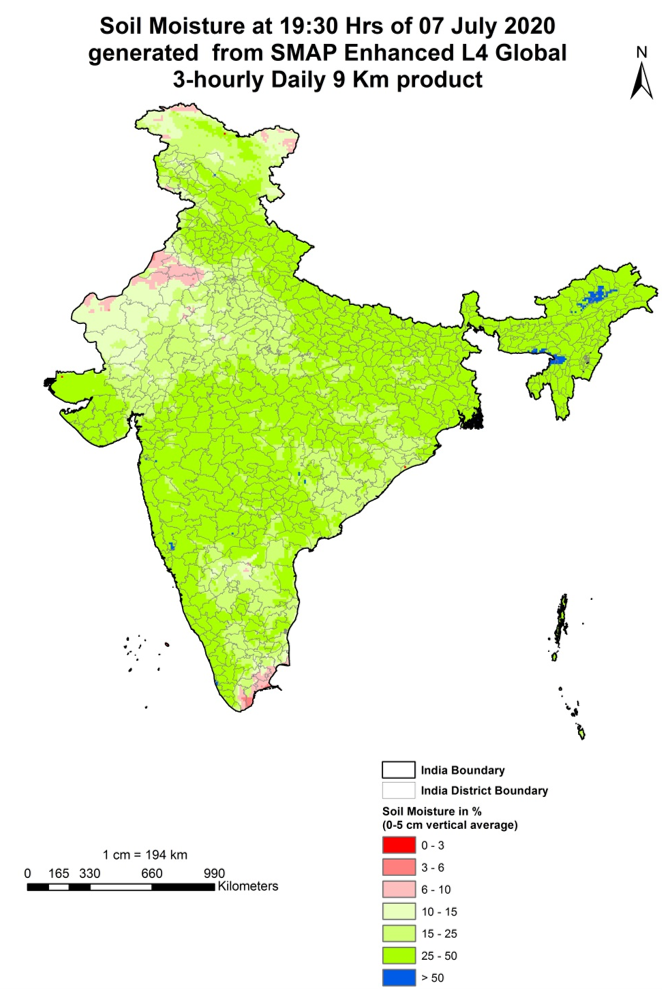 Soil Moisture at 19:30 Hrs of 07 July 2020
generated from SMAP Enhanced L4 Global
3-hourly Daily 9 Km product
N
India Boundary
India District Boundary
Soil Moisture in %
(0-5 cm vertical average)
0 - 3
3 - 6
6 - 10
10 - 15
15 - 25
25 - 50
> 50
1 cm = 194 km
0 165 330 660 990
Kilometers